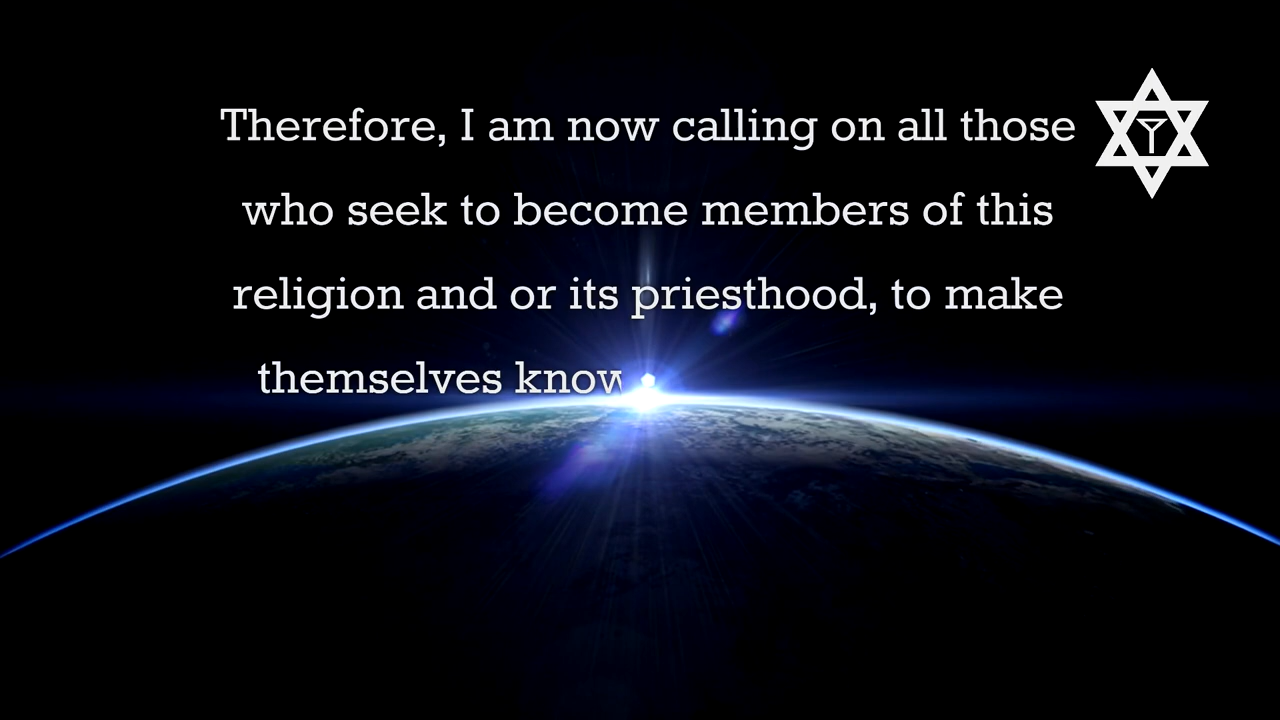 Therefore, I am now calling on all those
who seek to become members of this
religion and or its priesthood, to make
themselves know